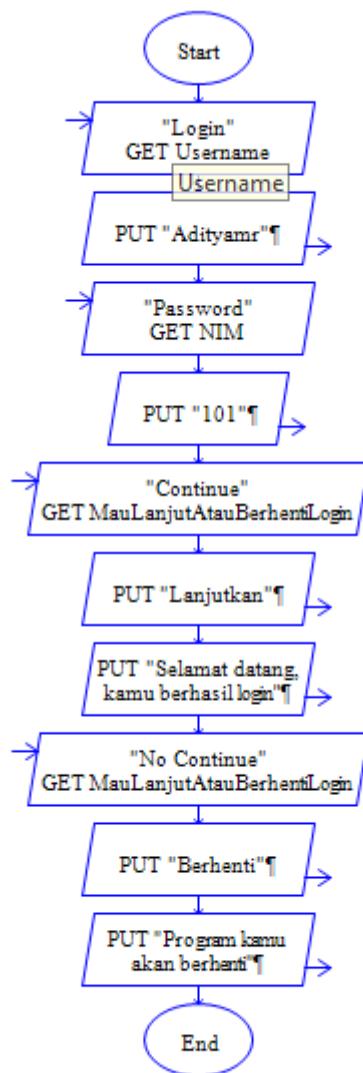 Start
"Login"
GET Username
Username
PUT "Adityamr"¶
"Password"
GET NIM
PUT "101"¶
"Continue"
GET MauLanjutAtauBerhentiLogin
PUT "Lanjutkan"¶
PUT "Selamat datang,
kamu berhasil login"¶
"No Continue"
GET MauLanjutAtauBerhentiLogin
PUT "Berhenti"¶
PUT "Program kamu
akan berhenti"¶
End